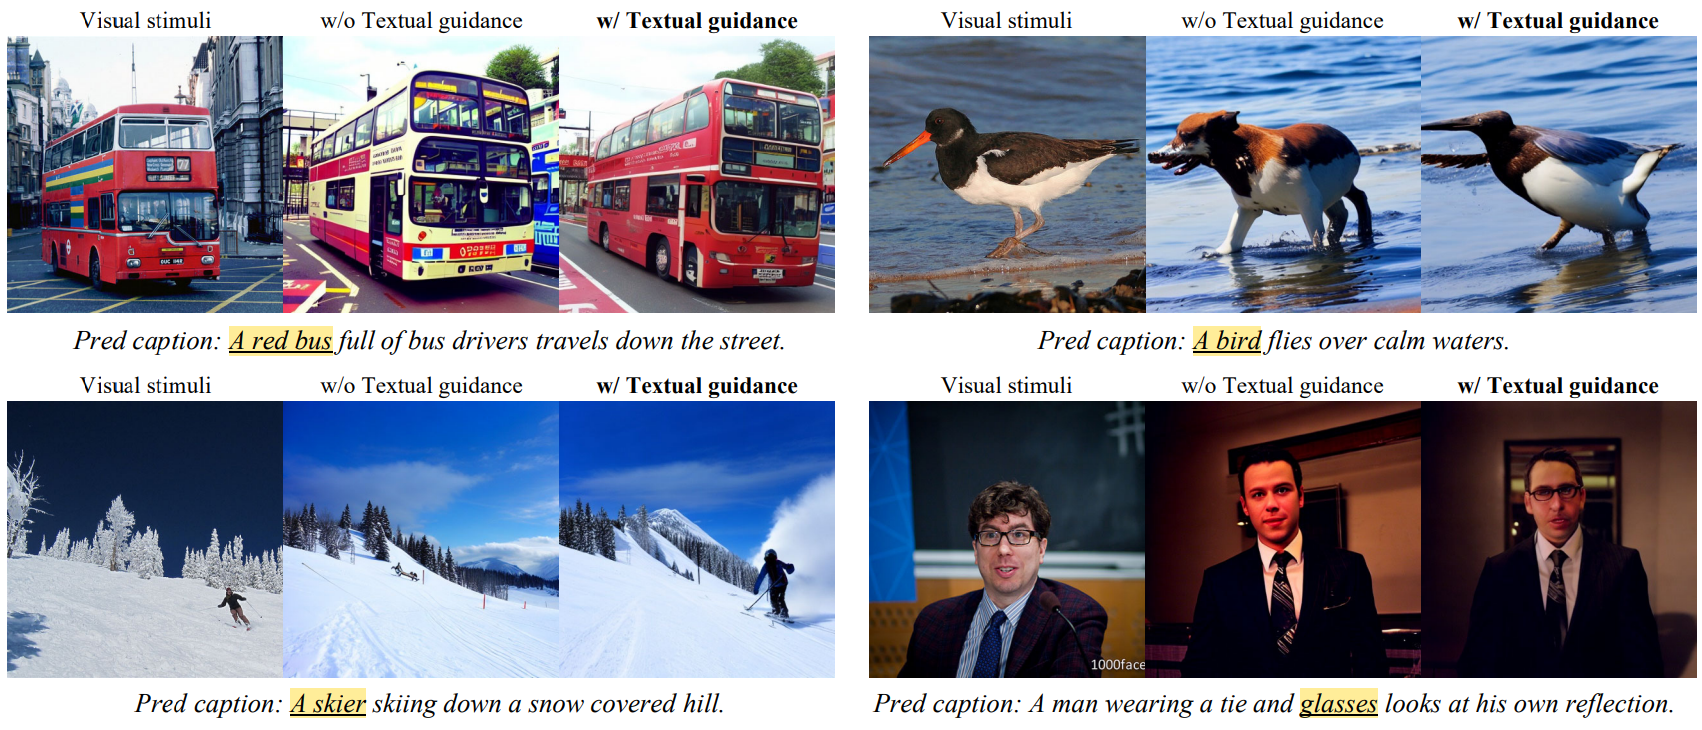 Visual stimuli w/o Textual guidance w/ Textual guidance
Pred caption: A red bus full of bus drivers travels down the street.
Visual stimuli w/o Textual guidance w/ Textual guidance
Pred caption: A bird flies over calm waters.
Visual stimuli w/o Textual guidance w/ Textual guidance
Pred caption: A skier skiing down a snow covered hill.
Visual stimuli w/o Textual guidance w/ Textual guidance
1000face
Pred caption: A man wearing a tie and glasses looks at his own reflection.